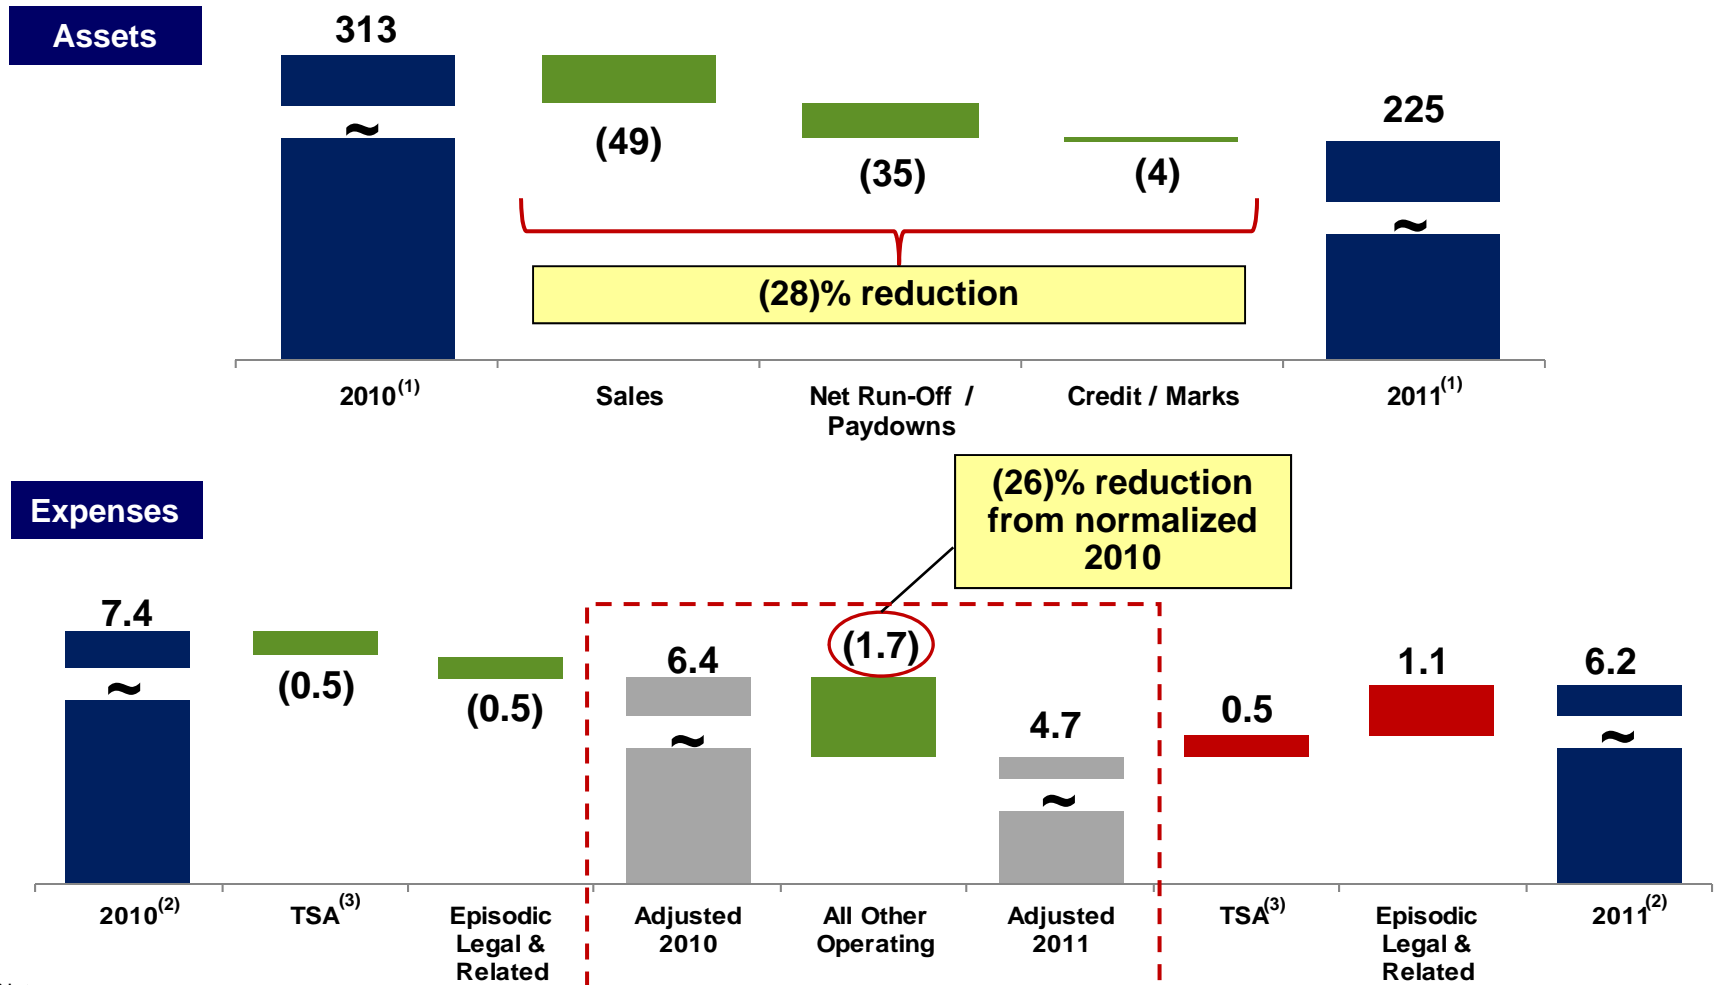 Assets
313
~
(49)
(35)
(4)
225
~
(28)% reduction
2010(1)
Sales
Net Run-Off /
Paydowns
Credit / Marks
2011(1)
Expenses
(26)% reduction
from normalized
2010
7.4
~
(0.5)
(0.5)
6.4
~
(1.7)
4.7
~
0.5
1.1
6.2
~
2010(2)
TSA(3)
Episodic
Legal &
Related
Adjusted
2010
All Other
Operating
Adjusted
2011
TSA(3)
Episodic
Legal &
Related
2011(2)